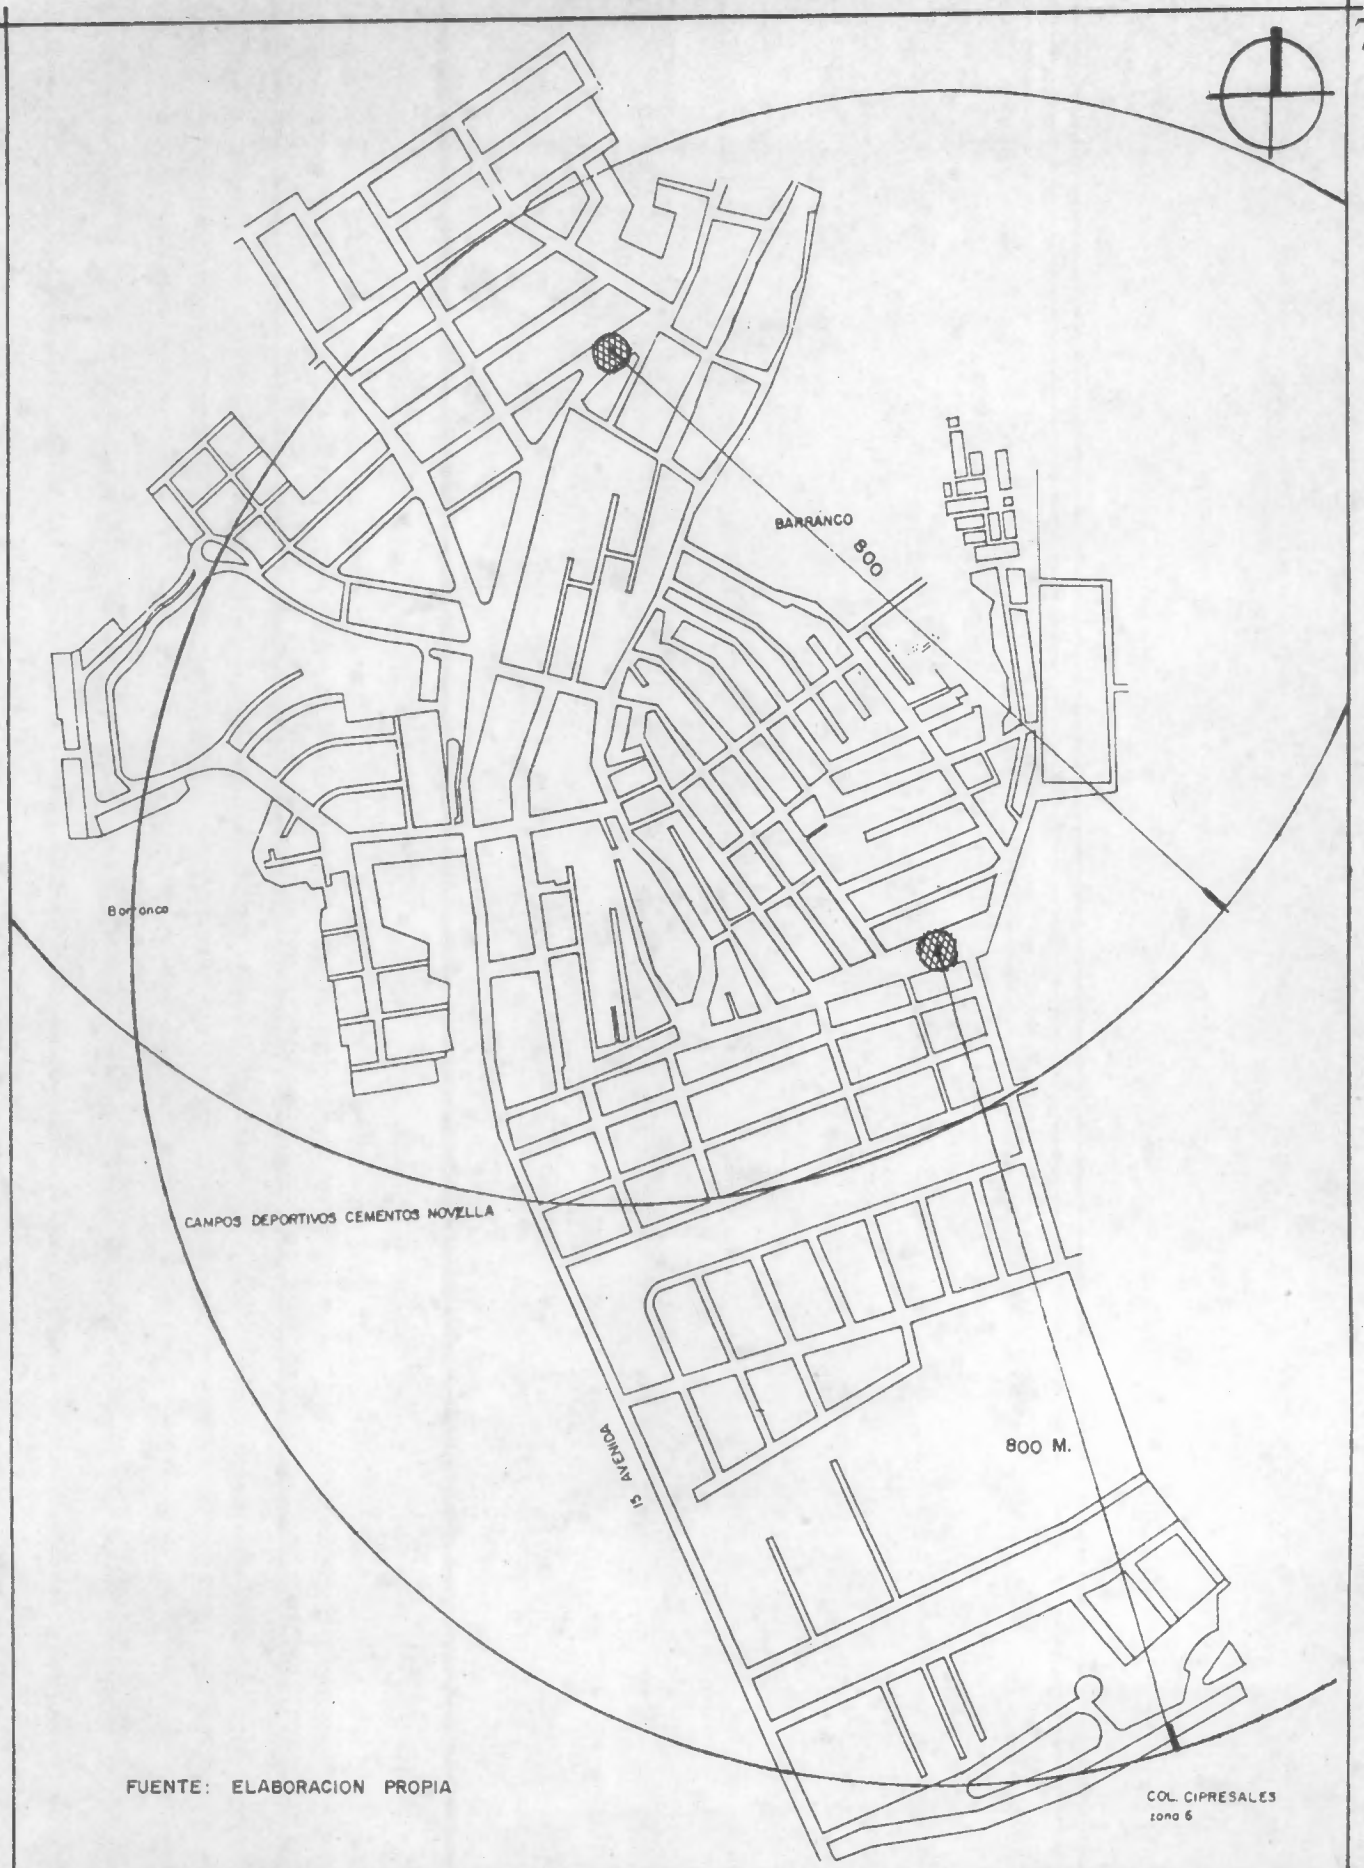 BARRANCO
800
Barranco
CAMPOS DEPORTIVOS CEMENTOS NOVELLA
15 AVENIDA
800 M.
FUENTE: ELABORACION PROPIA
COL. CIPRESALES
zona 6